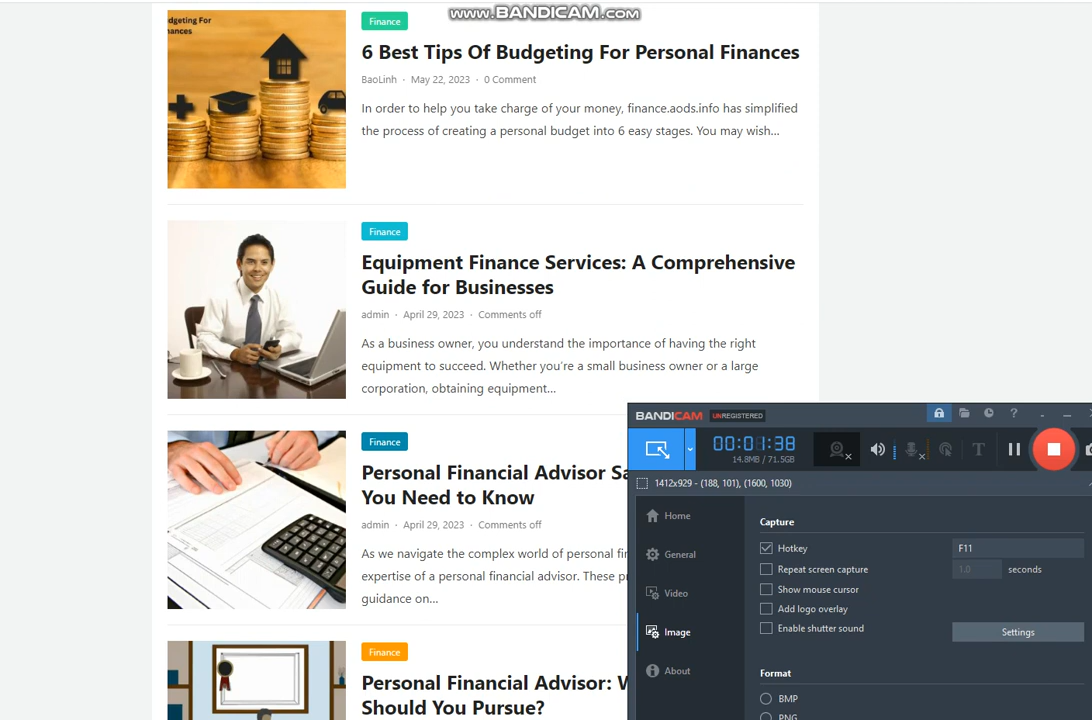 www.BANDICAM.com
dgeting For
nances
Finance
6 Best Tips Of Budgeting For Personal Finances
BaoLinh · May 22, 2023 · 0 Comment
In order to help you take charge of your money, finance.aods.info has simplified
the process of creating a personal budget into 6 easy stages. You may wish...
Finance
Equipment Finance Services: A Comprehensive
Guide for Businesses
admin · April 29, 2023 · Comments off
As a business owner, you understand the importance of having the right
equipment to succeed. Whether you're a small business owner or a large
corporation, obtaining equipment...
Finance
Personal Financial Advisor Sa
You Need to Know
admin · April 29, 2023 · Comments off
As we navigate the complex world of personal fi
expertise of a personal financial advisor. These p
guidance on...
Finance
Personal Financial Advisor: W
Should You Pursue?
BANDICAM UNREGISTERED
00:01:38
14.8MB / 71.5GB
1412x929 - (188, 101), (1600, 1030)
Home
General
Video
Image
About
Capture
Hotkey F11
Repeat screen capture 1.0 seconds
Show mouse cursor
Add logo overlay
Enable shutter sound
Settings
Format
BMP
PNG